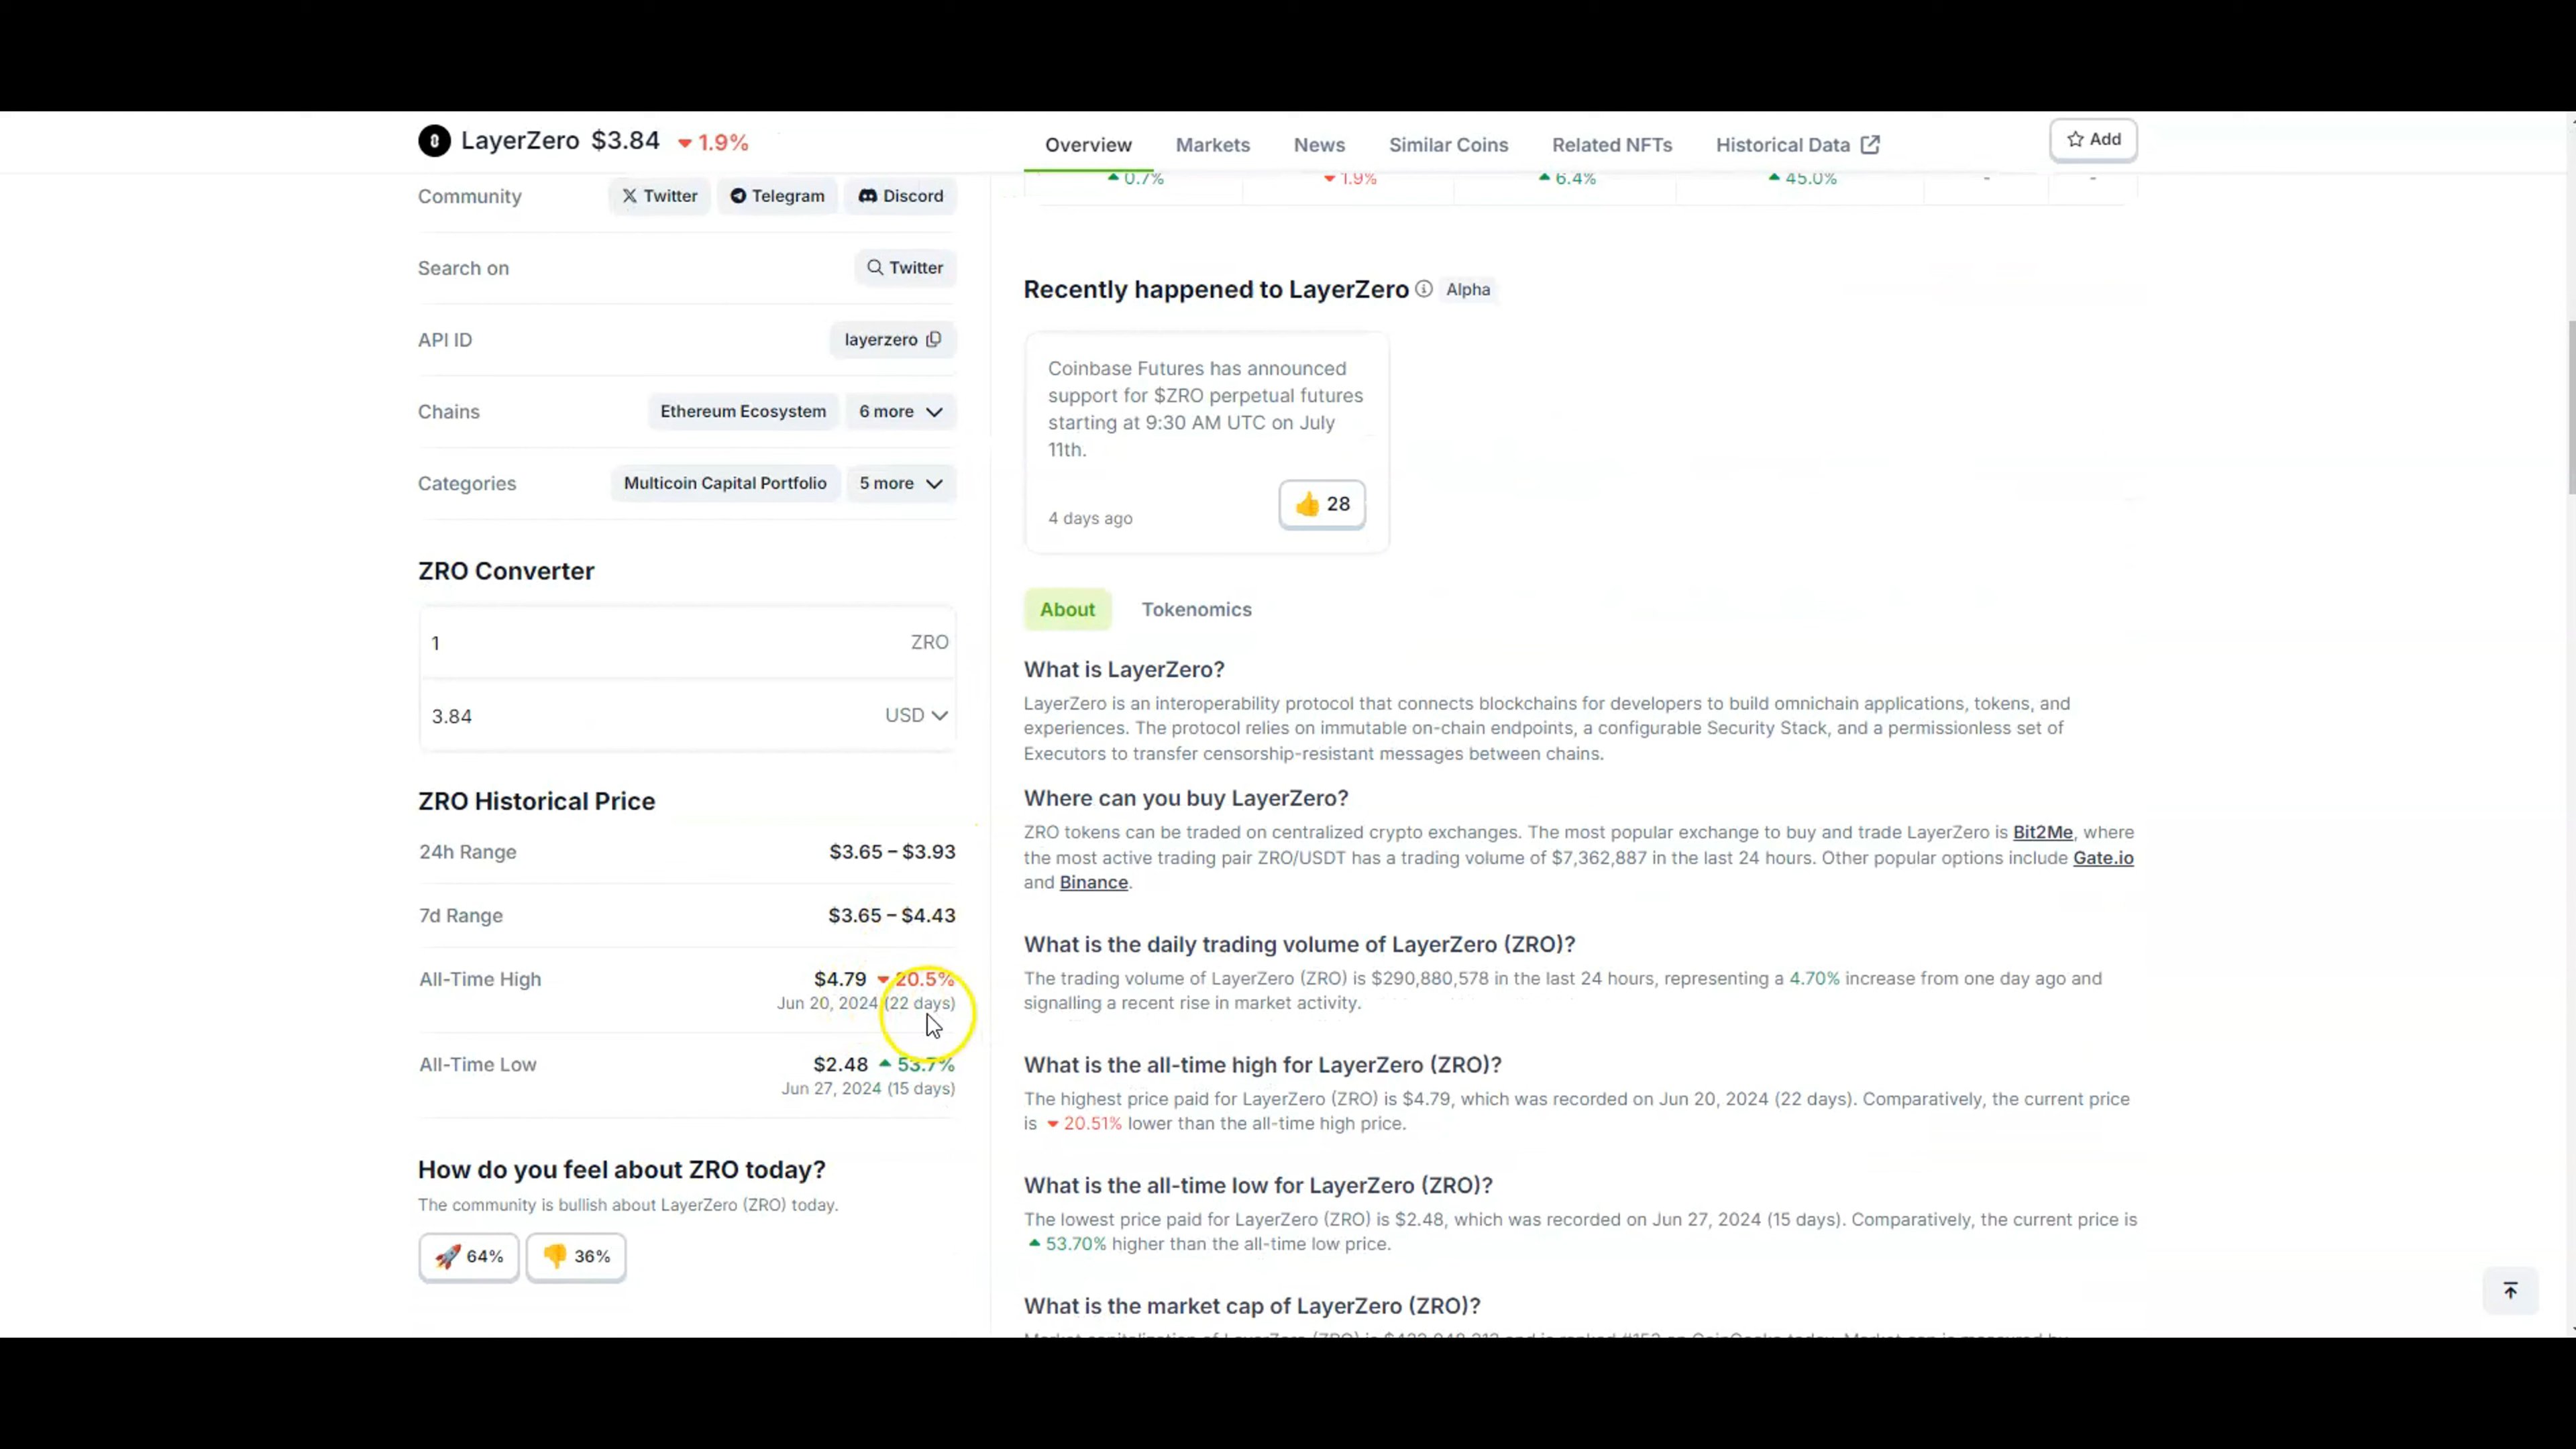 LayerZero $3.84 1.9%
Overview Markets News Similar Coins Related NFTs Historical Data
Add
Community Twitter Telegram Discord
Search on Twitter
API ID layerzero
Chains Ethereum Ecosystem 6 more
Categories Multicoin Capital Portfolio 5 more
ZRO Converter
1 ZRO
3.84 USD
ZRO Historical Price
24h Range $3.65 – $3.93
7d Range $3.65 – $4.43
All-Time High $4.79 20.5%
Jun 20, 2024 (22 days)
All-Time Low $2.48 53.7%
Jun 27, 2024 (15 days)
How do you feel about ZRO today?
The community is bullish about LayerZero (ZRO) today.
64% 36%
0.7% 1.9% 6.4% 45.0% - -
Recently happened to LayerZero Alpha
Coinbase Futures has announced
support for $ZRO perpetual futures
starting at 9:30 AM UTC on July
11th.
4 days ago 28
About Tokenomics
What is LayerZero?
LayerZero is an interoperability protocol that connects blockchains for developers to build omnichain applications, tokens, and
experiences. The protocol relies on immutable on-chain endpoints, a configurable Security Stack, and a permissionless set of
Executors to transfer censorship-resistant messages between chains.
Where can you buy LayerZero?
ZRO tokens can be traded on centralized crypto exchanges. The most popular exchange to buy and trade LayerZero is Bit2Me, where
the most active trading pair ZRO/USDT has a trading volume of $7,362,887 in the last 24 hours. Other popular options include Gate.io
and Binance.
What is the daily trading volume of LayerZero (ZRO)?
The trading volume of LayerZero (ZRO) is $290,880,578 in the last 24 hours, representing a 4.70% increase from one day ago and
signalling a recent rise in market activity.
What is the all-time high for LayerZero (ZRO)?
The highest price paid for LayerZero (ZRO) is $4.79, which was recorded on Jun 20, 2024 (22 days). Comparatively, the current price
is 20.51% lower than the all-time high price.
What is the all-time low for LayerZero (ZRO)?
The lowest price paid for LayerZero (ZRO) is $2.48, which was recorded on Jun 27, 2024 (15 days). Comparatively, the current price is
53.70% higher than the all-time low price.
What is the market cap of LayerZero (ZRO)?